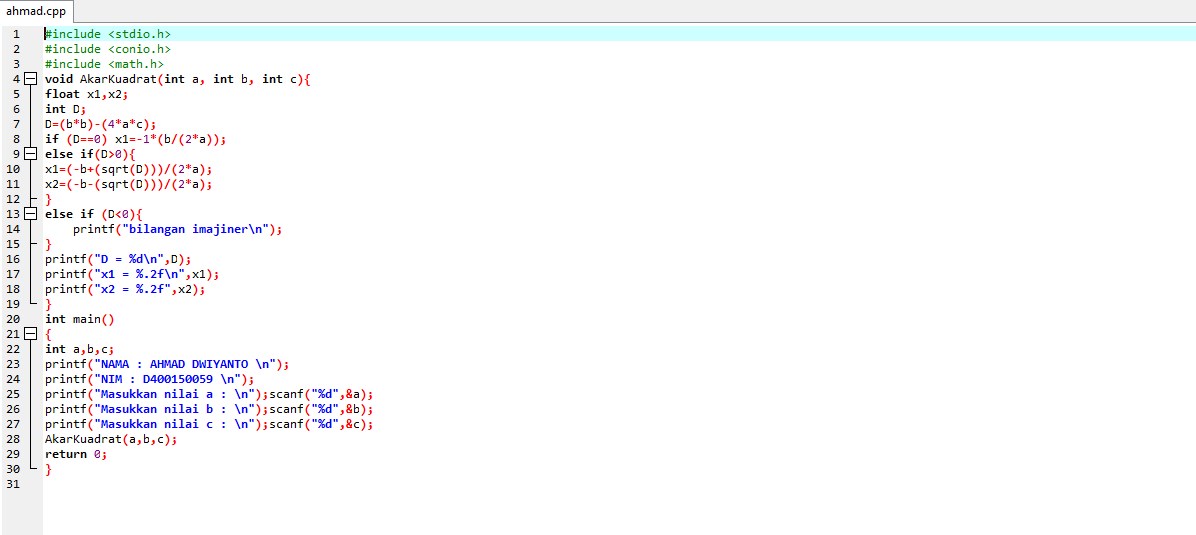 ahmad.cpp
1 #include <stdio.h>
2 #include <conio.h>
3 #include <math.h>
4 void AkarKuadrat(int a, int b, int c){
5 float x1,x2;
6 int D;
7 D=(b*b)-(4*a*c);
8 if (D==0) x1=-1*(b/(2*a));
9 else if(D>0){
10 x1=(-b+(sqrt(D)))/(2*a);
11 x2=(-b-(sqrt(D)))/(2*a);
12 }
13 else if (D<0){
14     printf("bilangan imajiner\n");
15 }
16 printf("D = %d\n",D);
17 printf("x1 = %.2f\n",x1);
18 printf("x2 = %.2f",x2);
19 }
20 int main()
21 {
22 int a,b,c;
23 printf("NAMA : AHMAD DWIYANTO \n");
24 printf("NIM : D400150059 \n");
25 printf("Masukkan nilai a : \n");scanf("%d",&a);
26 printf("Masukkan nilai b : \n");scanf("%d",&b);
27 printf("Masukkan nilai c : \n");scanf("%d",&c);
28 AkarKuadrat(a,b,c);
29 return 0;
30 }
31